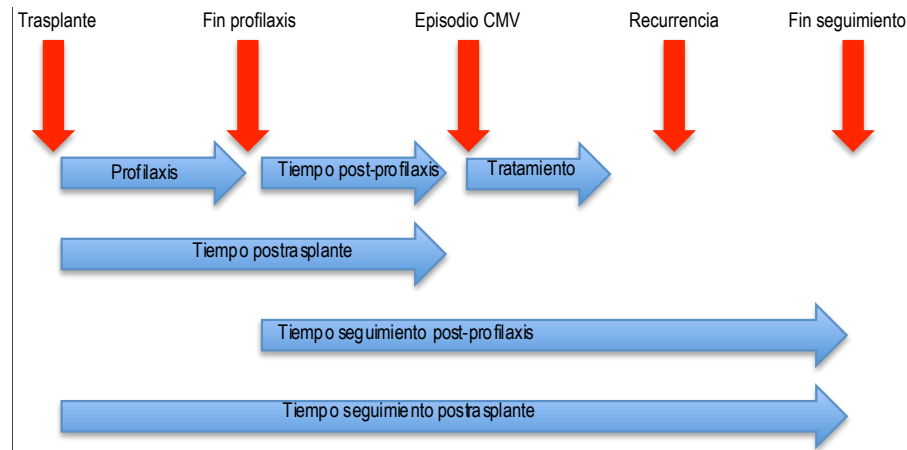 Trasplante
Fin profilaxis
Episodio CMV
Recurrencia
Fin seguimiento
Profilaxis
Tiempo post-profilaxis
Tratamiento
Tiempo postrasplante
Tiempo seguimiento post-profilaxis
Tiempo seguimiento postrasplante